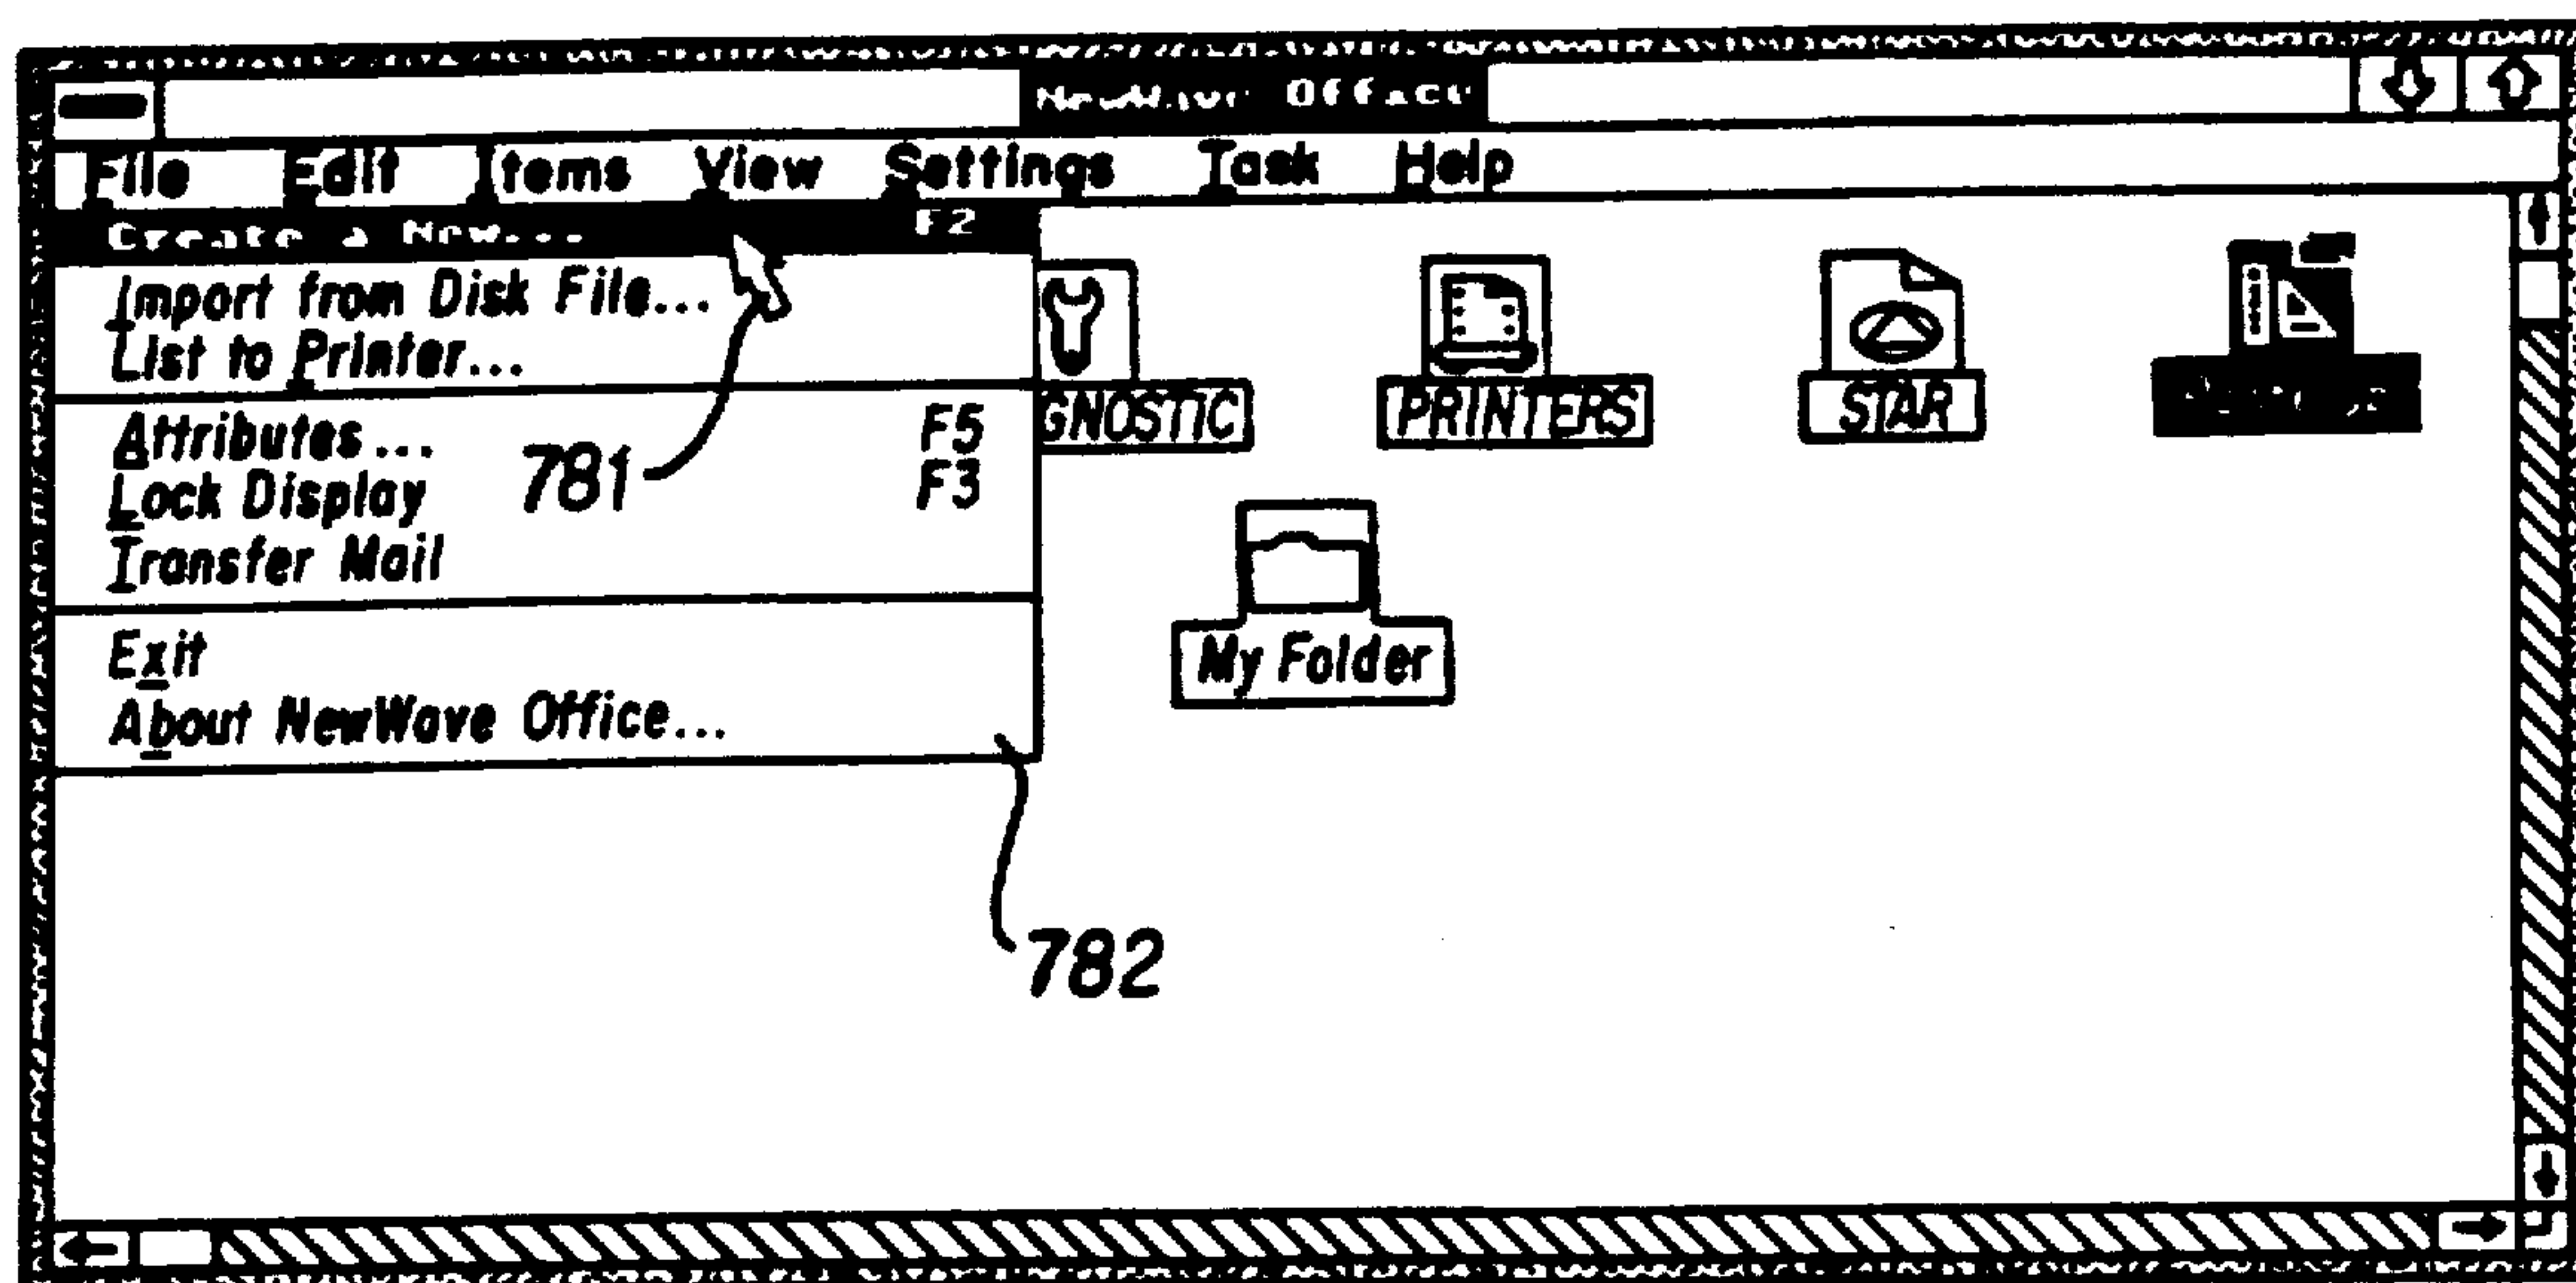 NewWave Office
File Edit Items View Settings Task Help
Create a New... F2
Import from Disk File...
List to Printer...
Attributes... F5
Lock Display F3
Transfer Mail
Exit
About NewWave Office...
781
782
GNOSTIC
PRINTERS
STAR
My Folder